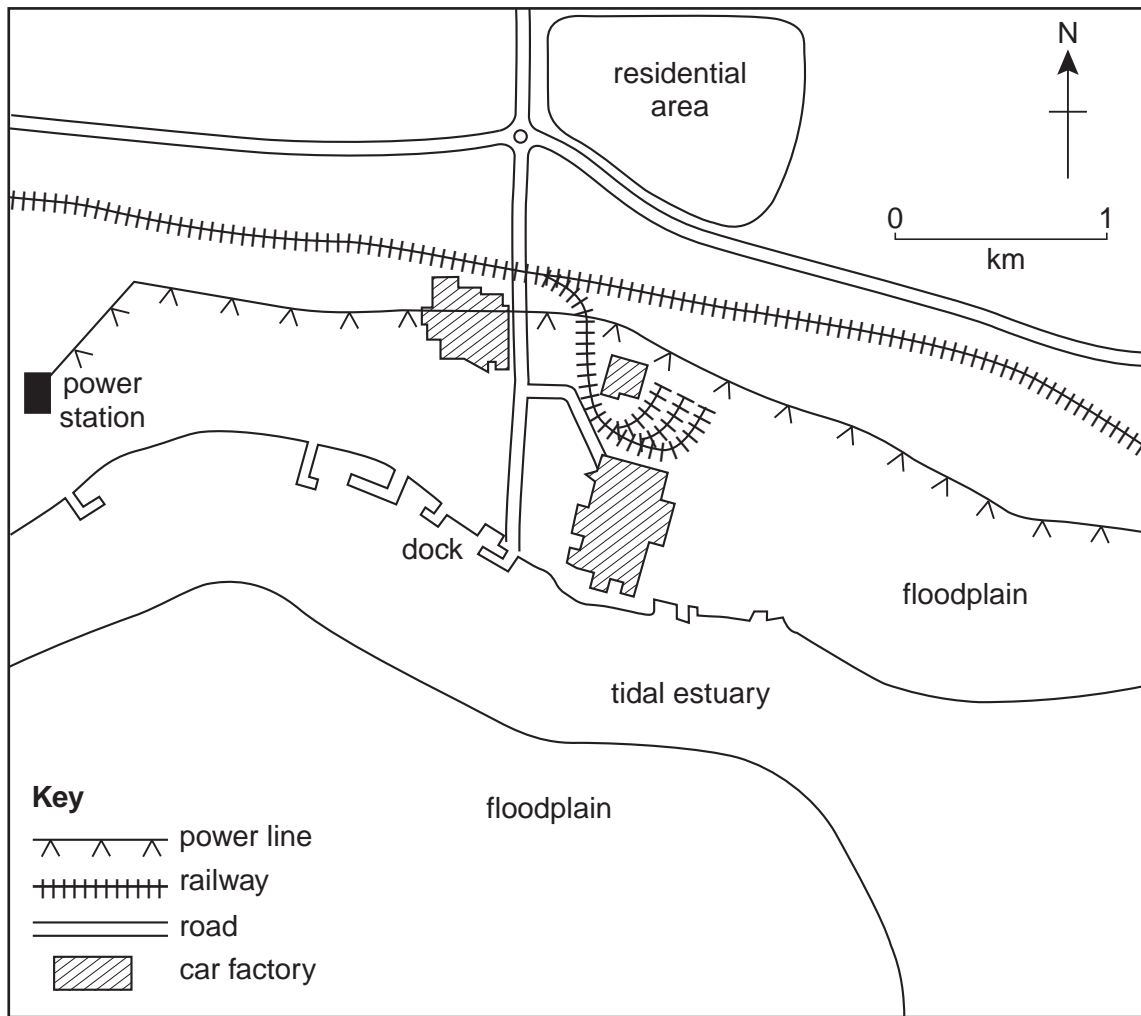 residential
area
N
0 1
km
power
station
dock
floodplain
tidal estuary
floodplain
Key
power line
railway
road
car factory